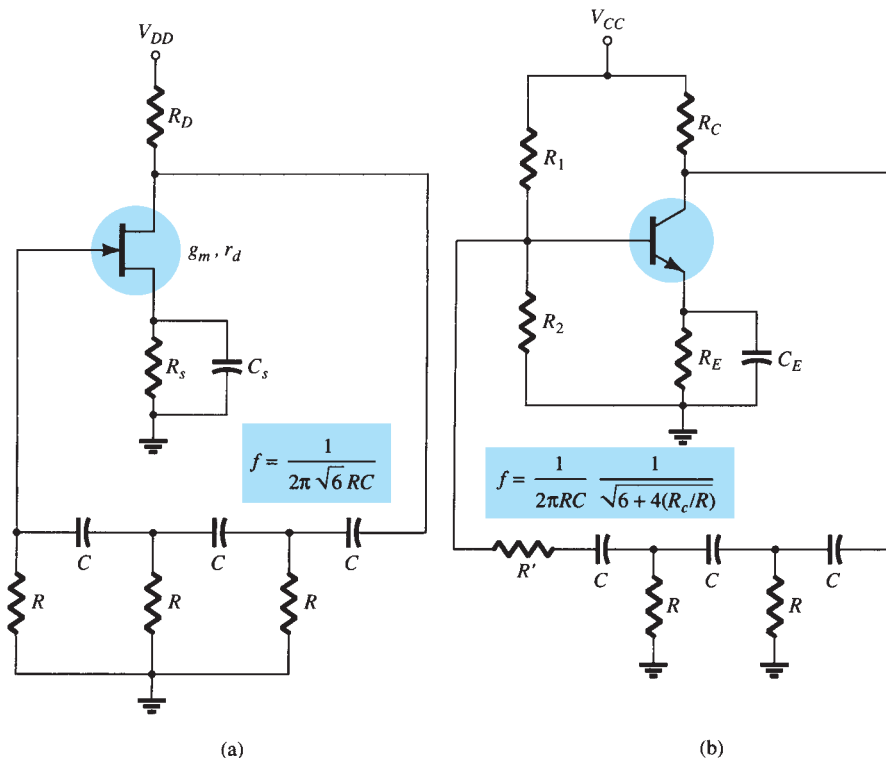 V_DD
R_D
g_m, r_d
R_s
C_s
f = 1 / (2π √6 RC)
C
C
C
R
R
R
(a)
V_CC
R_C
R_1
R_2
R_E
C_E
f = 1 / (2πRC) 1 / √(6 + 4(R_c/R))
R'
C
C
C
R
R
(b)